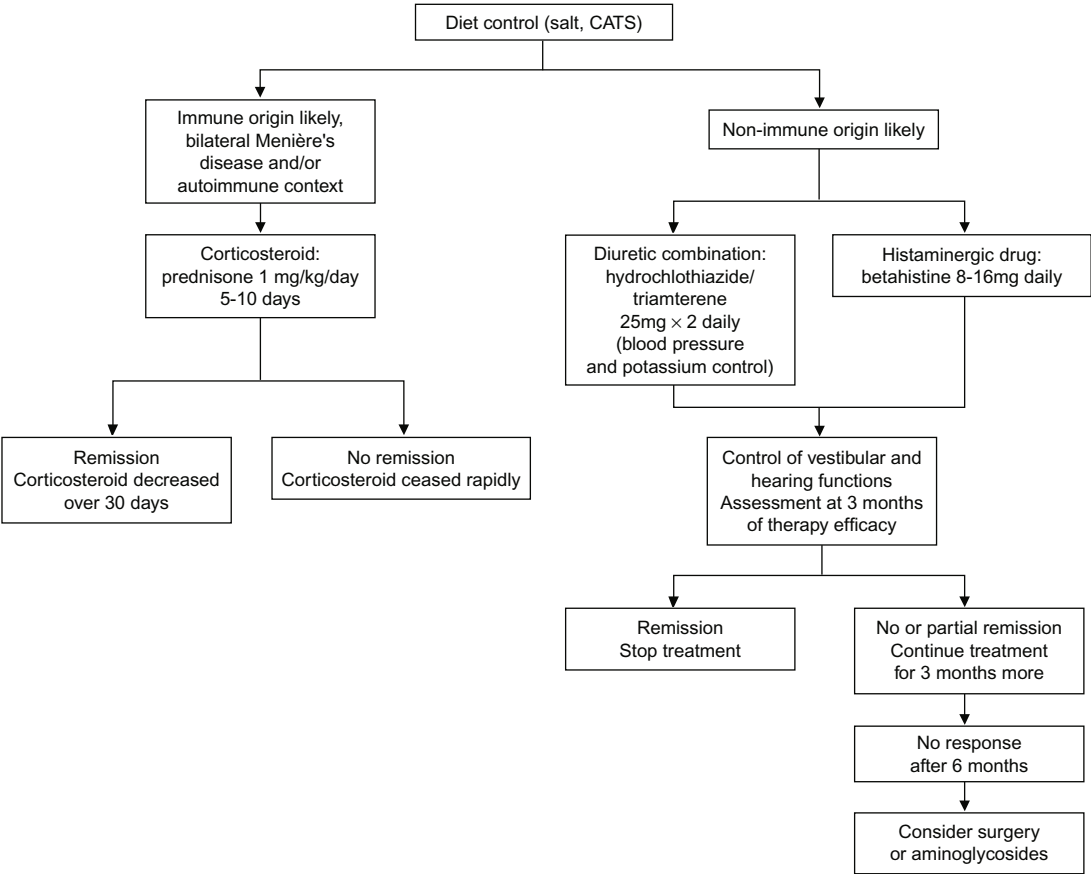 Diet control (salt, CATS)
Immune origin likely,
bilateral Menière's
disease and/or
autoimmune context
Non-immune origin likely
Corticosteroid:
prednisone 1 mg/kg/day
5-10 days
Diuretic combination:
hydrochlothiazide/
triamterene
25mg × 2 daily
(blood pressure
and potassium control)
Histaminergic drug:
betahistine 8-16mg daily
Remission
Corticosteroid decreased
over 30 days
No remission
Corticosteroid ceased rapidly
Control of vestibular and
hearing functions
Assessment at 3 months
of therapy efficacy
Remission
Stop treatment
No or partial remission
Continue treatment
for 3 months more
No response
after 6 months
Consider surgery
or aminoglycosides